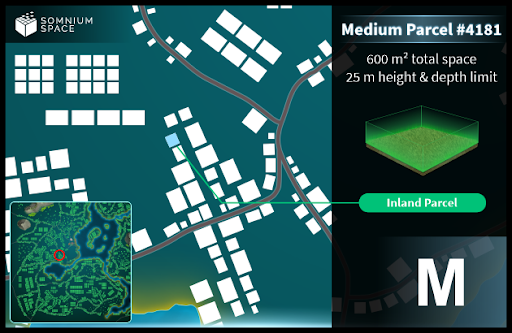 SOMNIUM
SPACE
Medium Parcel #4181
600 m² total space
25 m height & depth limit
Inland Parcel
M